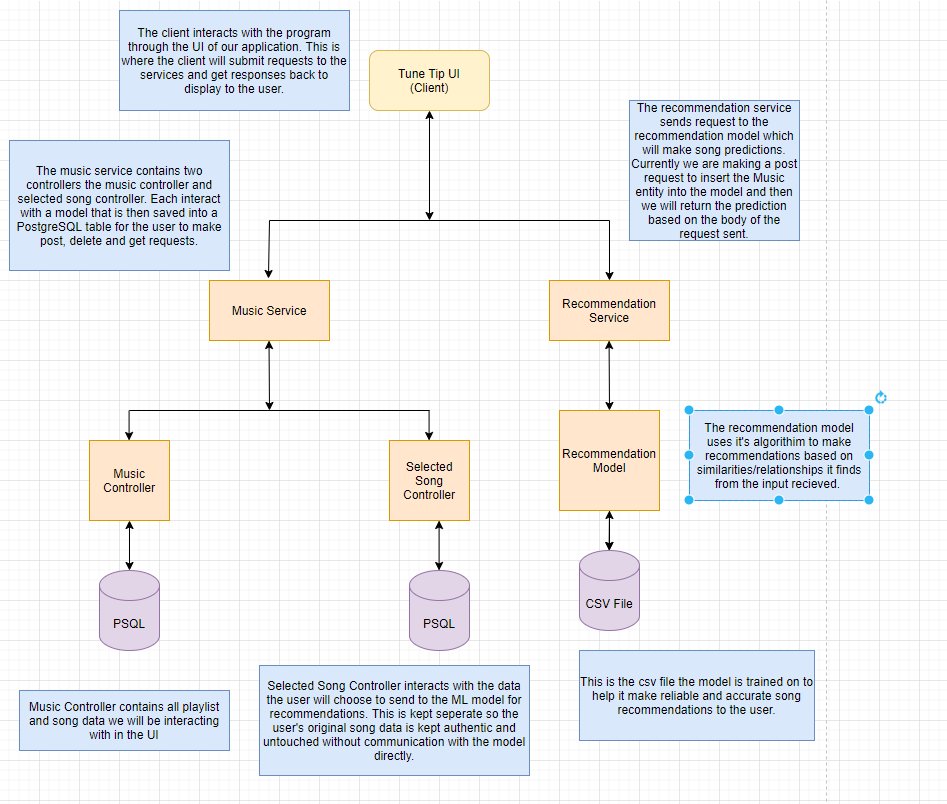 The client interacts with the program
through the UI of our application. This is
where the client will submit requests to the
services and get responses back to
display to the user.
Tune Tip UI
(Client)
The recommendation service
sends request to the
recommendation model which
will make song predictions.
Currently we are making a post
request to insert the Music
entity into the model and then
we will return the prediction
based on the body of the
request sent.
The music service contains two
controllers the music controller and
selected song controller. Each interact
with a model that is then saved into a
PostgreSQL table for the user to make
post, delete and get requests.
Music Service
Recommendation
Service
Music
Controller
Selected
Song
Controller
Recommendation
Model
The recommendation model
uses it's algorithim to make
recommendations based on
similarities/relationships it finds
from the input recieved.
PSQL
PSQL
CSV File
Music Controller contains all playlist
and song data we will be interacting
with in the UI
Selected Song Controller interacts with the data
the user will choose to send to the ML model for
recommendations. This is kept seperate so the
user's original song data is kept authentic and
untouched without communication with the model
directly.
This is the csv file the model is trained on to
help it make reliable and accurate song
recommendations to the user.